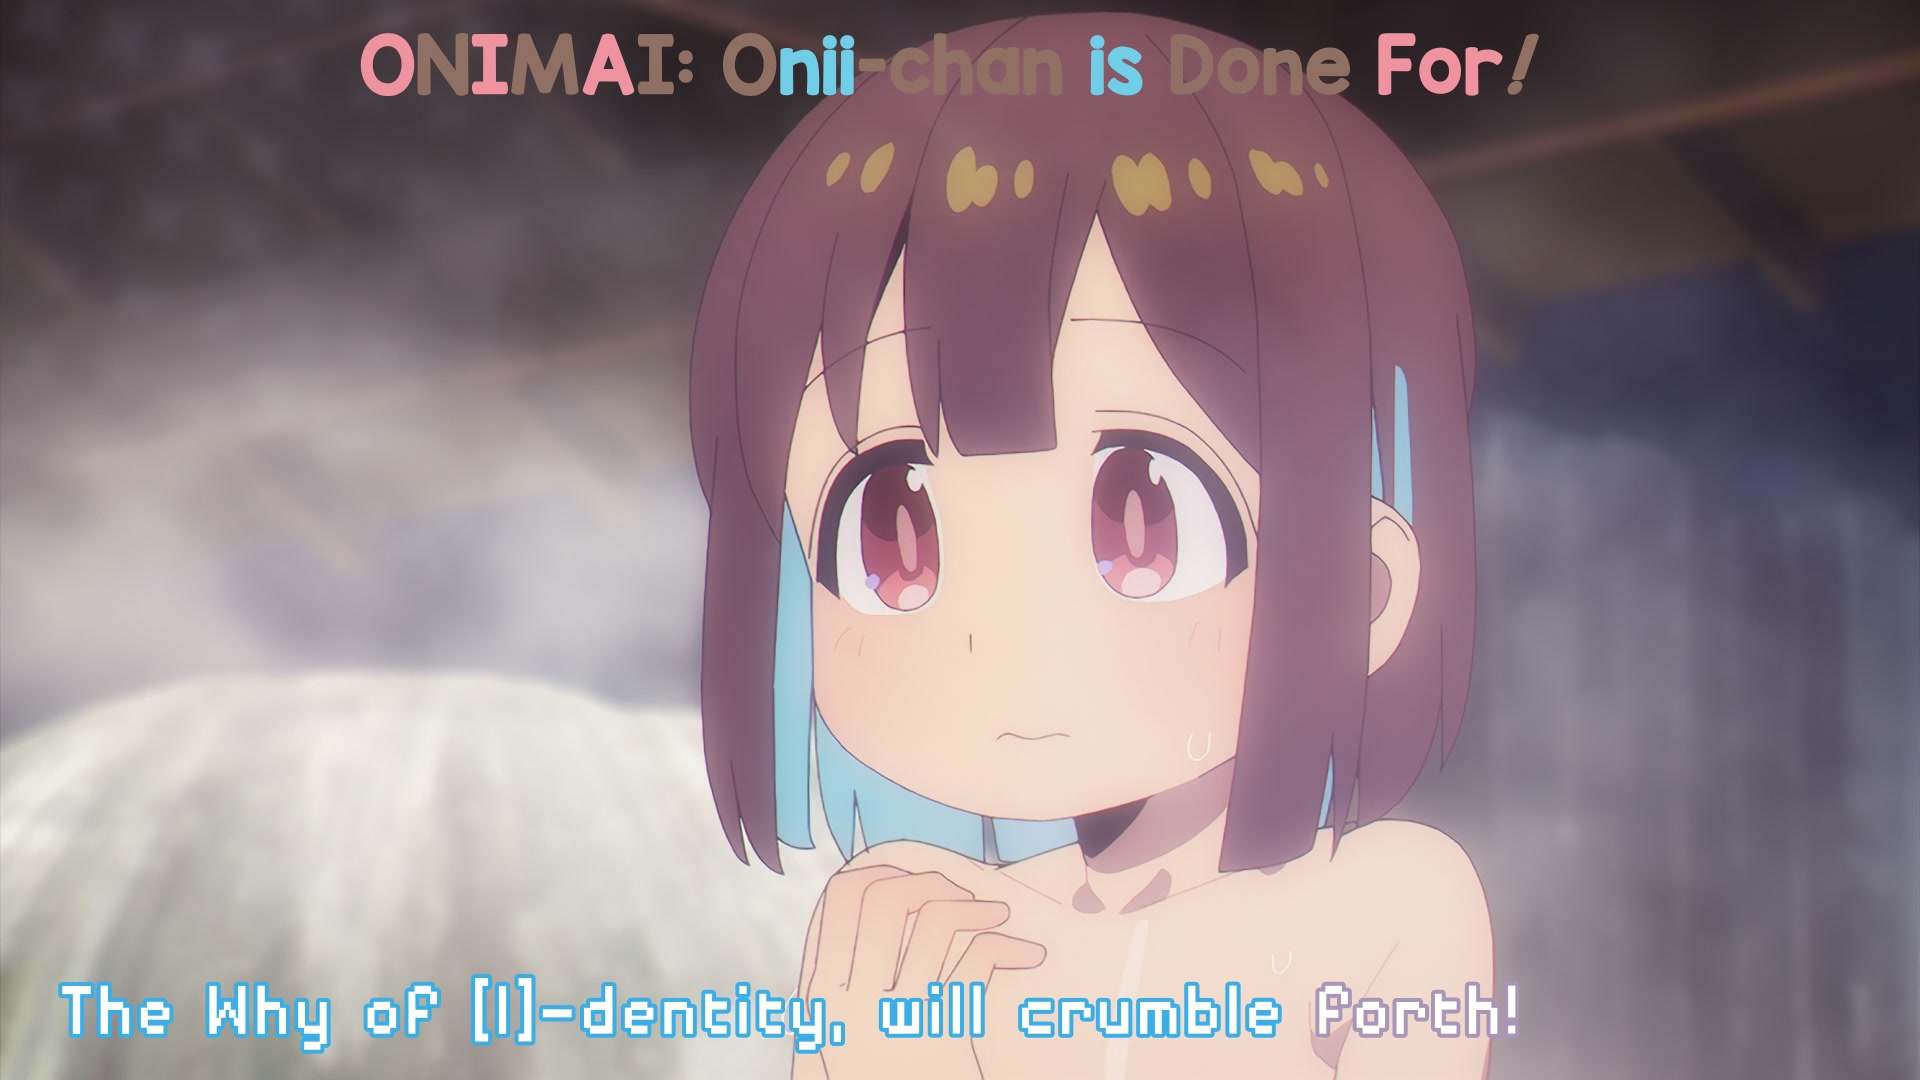 ONIMAI: Onii-chan is Done For!
The Why of [I]-dentity, will crumble forth!